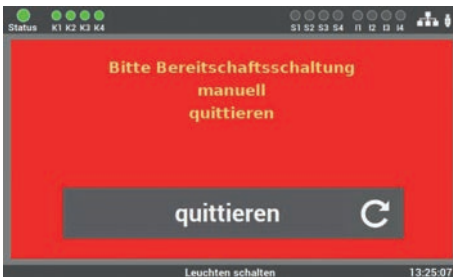 Status K1 K2 K3 K4 S1 S2 S3 S4 I1 I2 I3 I4
Bitte Bereitschaftsschaltung
manuell
quittieren
quittieren
Leuchten schalten 13:25:07